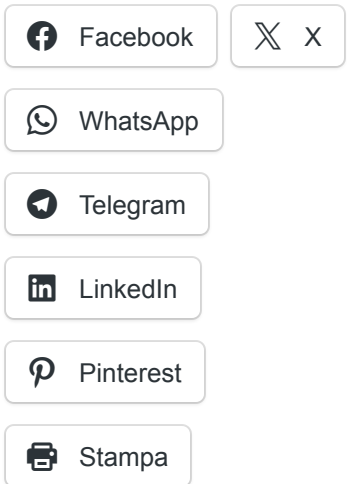 Facebook X
WhatsApp
Telegram
LinkedIn
Pinterest
Stampa